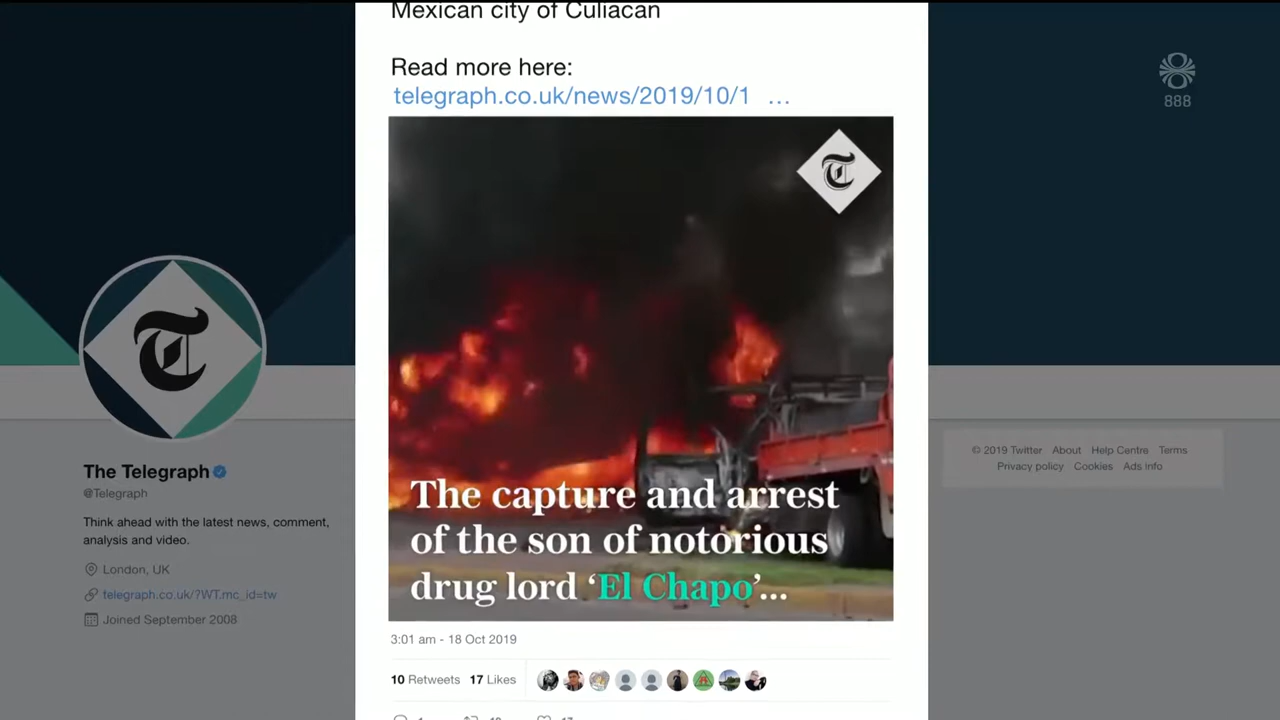 Mexican city of Culiacan
Read more here:
telegraph.co.uk/news/2019/10/1 …
888
T
The capture and arrest
of the son of notorious
drug lord ‘El Chapo’...
T
The Telegraph
@Telegraph
Think ahead with the latest news, comment,
analysis and video.
London, UK
telegraph.co.uk/?WT.mc_id=tw
Joined September 2008
© 2019 Twitter About Help Centre Terms
Privacy policy Cookies Ads info
3:01 am - 18 Oct 2019
10 Retweets 17 Likes